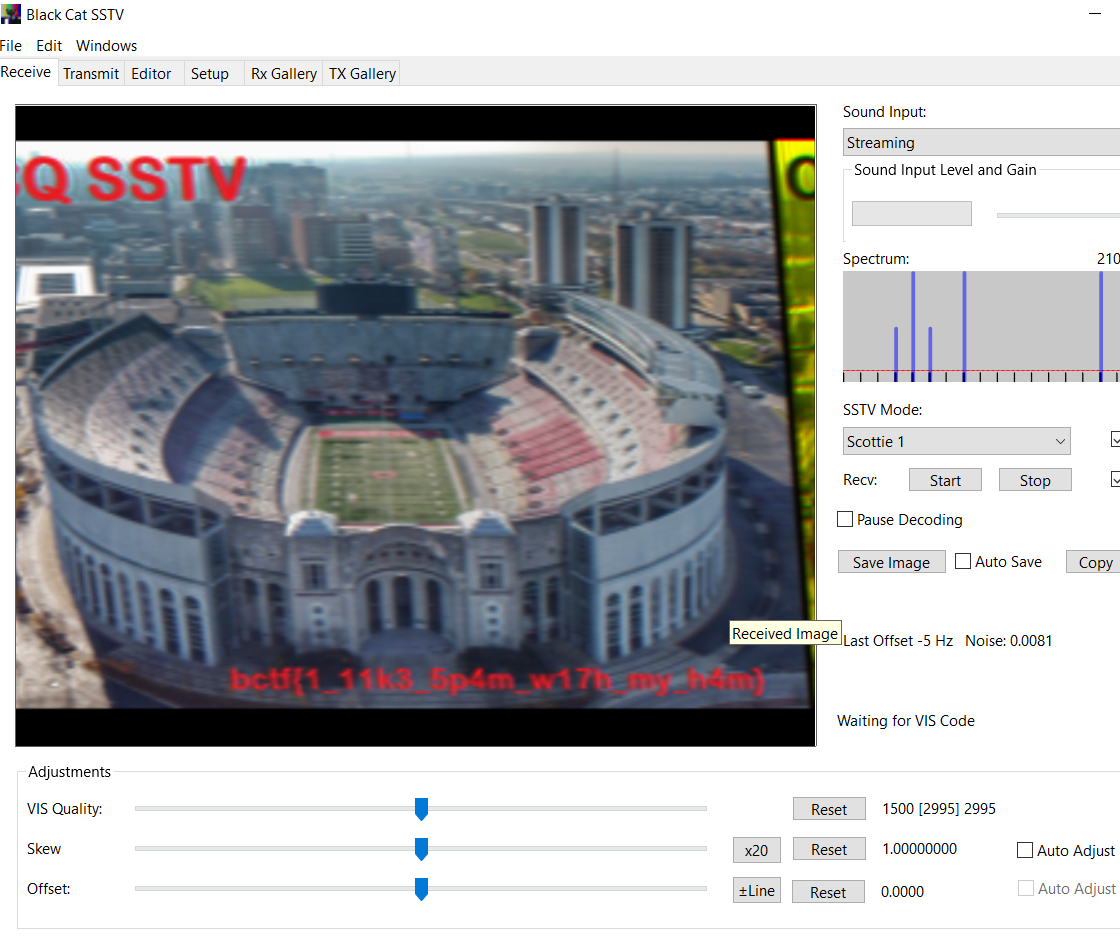 Black Cat SSTV
File Edit Windows
Receive Transmit Editor Setup Rx Gallery TX Gallery
Sound Input:
Streaming
Sound Input Level and Gain
Spectrum: 210
SSTV Mode:
Scottie 1
Recv: Start Stop
Pause Decoding
Save Image Auto Save Copy
Last Offset -5 Hz Noise: 0.0081
Waiting for VIS Code
CQ SSTV
bctf{1_11k3_5p4m_w17h_my_h4m}
Received Image
Adjustments
VIS Quality: Reset 1500 [2995] 2995
Skew x20 Reset 1.00000000 Auto Adjust
Offset: ±Line Reset 0.0000 Auto Adjust